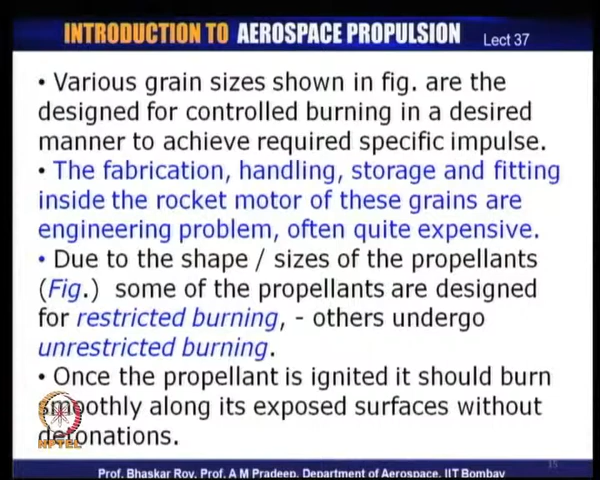 INTRODUCTION TO AEROSPACE PROPULSION Lect 37
• Various grain sizes shown in fig. are the
designed for controlled burning in a desired
manner to achieve required specific impulse.
• The fabrication, handling, storage and fitting
inside the rocket motor of these grains are
engineering problem, often quite expensive.
• Due to the shape / sizes of the propellants
(Fig.) some of the propellants are designed
for restricted burning, - others undergo
unrestricted burning.
• Once the propellant is ignited it should burn
smoothly along its exposed surfaces without
detonations.
NPTEL
15
Prof. Bhaskar Roy, Prof. A M Pradeep, Department of Aerospace, IIT Bombay